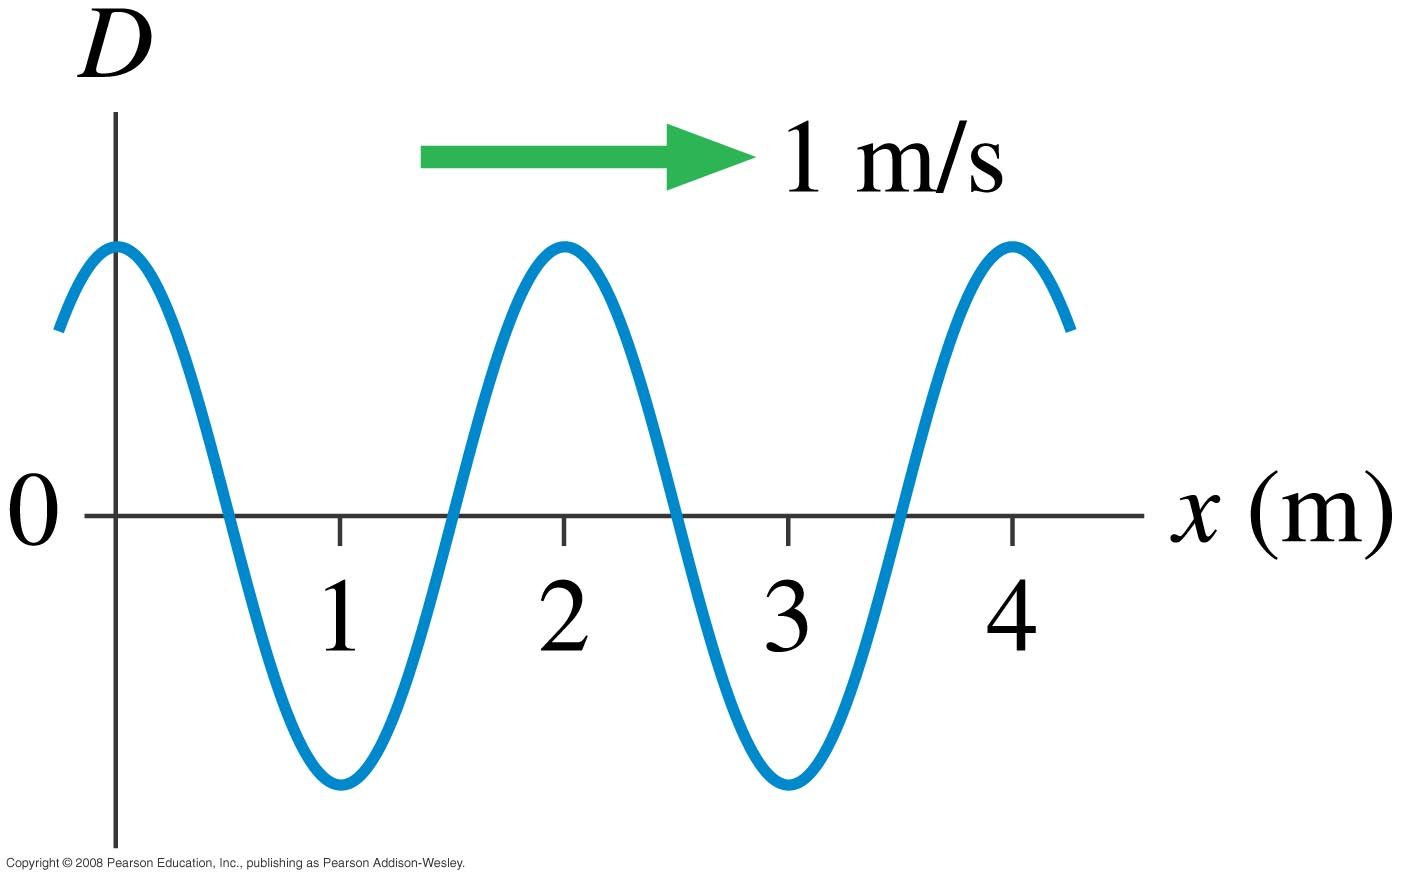 D
1 m/s
0
x (m)
1 2 3 4
Copyright © 2008 Pearson Education, Inc., publishing as Pearson Addison-Wesley.